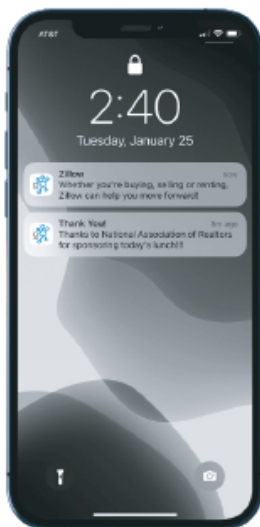 AT&T
2:40
Tuesday, January 25
Zillow now
Whether you're buying, selling or renting,
Zillow can help you move forward!
Thank You! 5m ago
Thanks to National Association of Realtors
for sponsoring today's lunch!!!